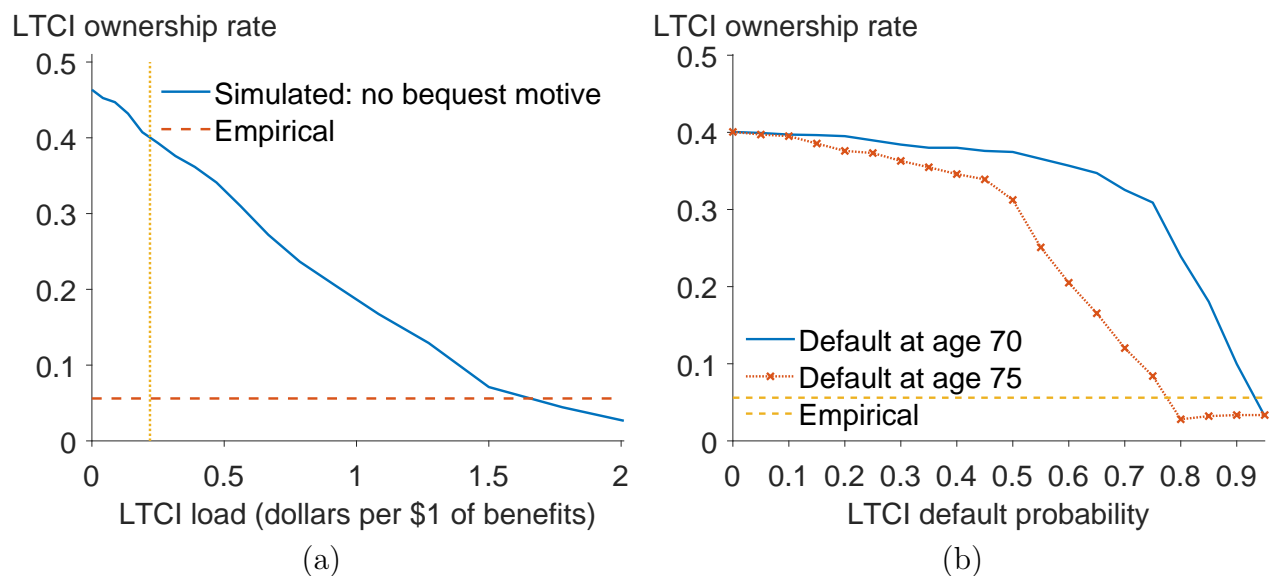 LTCI ownership rate
0.5
0.4
0.3
0.2
0.1
0
Simulated: no bequest motive
Empirical
0 0.5 1 1.5 2
LTCI load (dollars per $1 of benefits)
(a)
LTCI ownership rate
0.5
0.4
0.3
0.2
0.1
0
Default at age 70
Default at age 75
Empirical
0 0.1 0.2 0.3 0.4 0.5 0.6 0.7 0.8 0.9
LTCI default probability
(b)